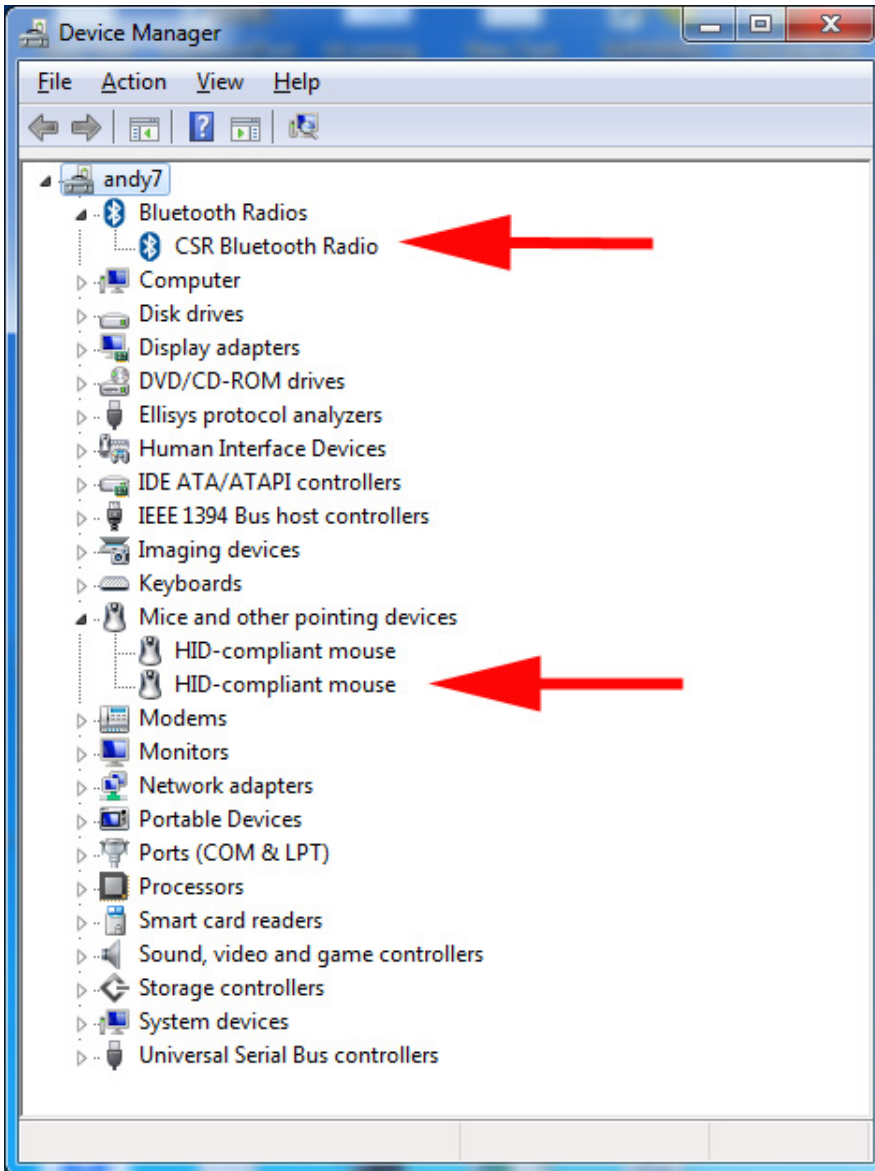 Device Manager
File Action View Help
andy7
Bluetooth Radios
CSR Bluetooth Radio
Computer
Disk drives
Display adapters
DVD/CD-ROM drives
Ellisys protocol analyzers
Human Interface Devices
IDE ATA/ATAPI controllers
IEEE 1394 Bus host controllers
Imaging devices
Keyboards
Mice and other pointing devices
HID-compliant mouse
HID-compliant mouse
Modems
Monitors
Network adapters
Portable Devices
Ports (COM & LPT)
Processors
Smart card readers
Sound, video and game controllers
Storage controllers
System devices
Universal Serial Bus controllers